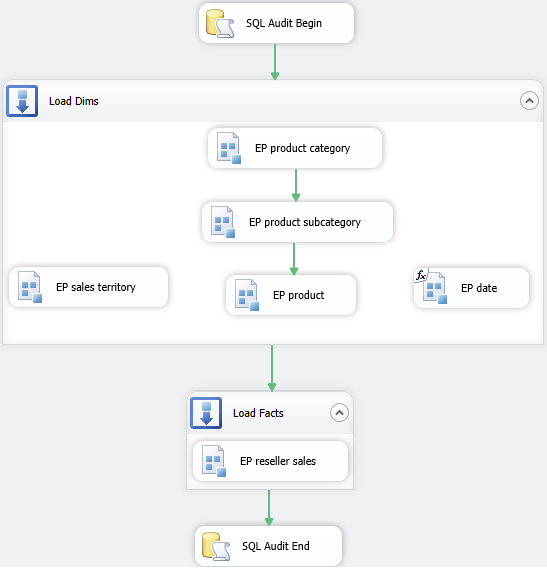 SQL Audit Begin
Load Dims
EP product category
EP product subcategory
EP sales territory
EP product
fx
EP date
Load Facts
EP reseller sales
SQL Audit End